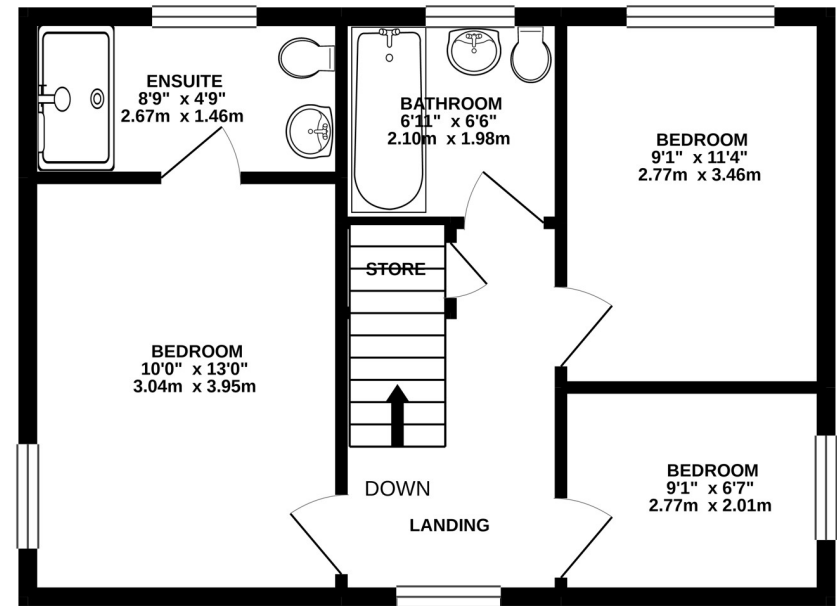 ENSUITE
8'9" x 4'9"
2.67m x 1.46m
BATHROOM
6'11" x 6'6"
2.10m x 1.98m
BEDROOM
9'1" x 11'4"
2.77m x 3.46m
STORE
BEDROOM
10'0" x 13'0"
3.04m x 3.95m
DOWN
LANDING
BEDROOM
9'1" x 6'7"
2.77m x 2.01m